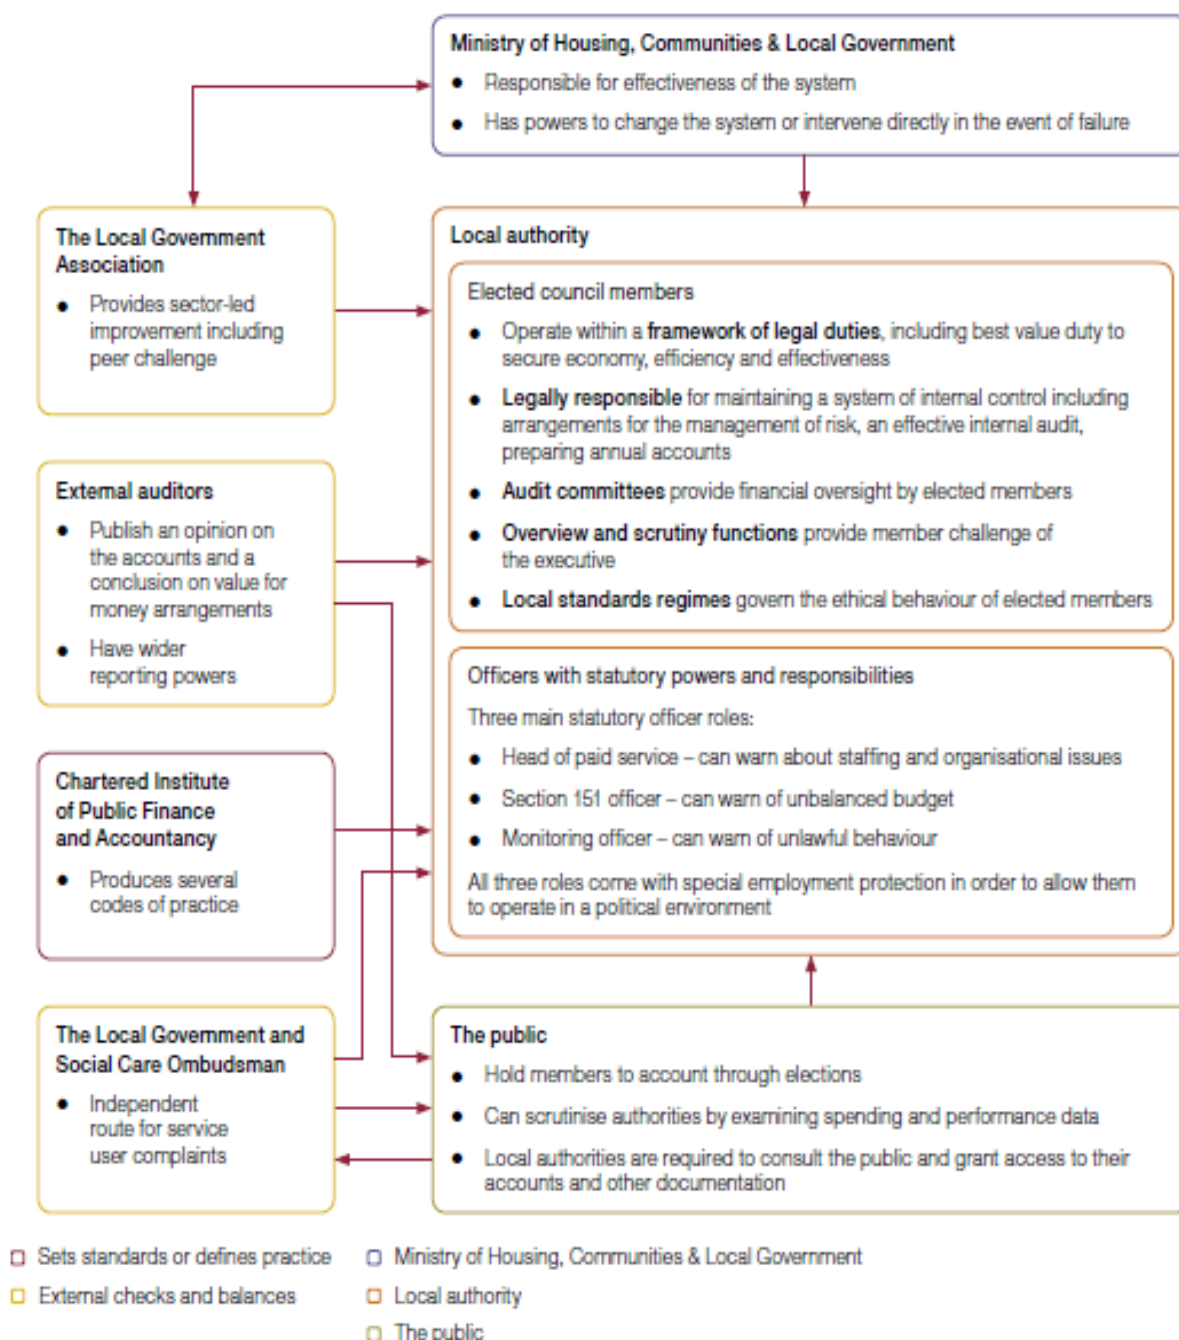 Ministry of Housing, Communities & Local Government
● Responsible for effectiveness of the system
● Has powers to change the system or intervene directly in the event of failure
The Local Government
Association
● Provides sector-led
improvement including
peer challenge
External auditors
● Publish an opinion on
the accounts and a
conclusion on value for
money arrangements
● Have wider
reporting powers
Chartered Institute
of Public Finance
and Accountancy
● Produces several
codes of practice
The Local Government and
Social Care Ombudsman
● Independent
route for service
user complaints
Local authority
Elected council members
● Operate within a framework of legal duties, including best value duty to
secure economy, efficiency and effectiveness
● Legally responsible for maintaining a system of internal control including
arrangements for the management of risk, an effective internal audit,
preparing annual accounts
● Audit committees provide financial oversight by elected members
● Overview and scrutiny functions provide member challenge of
the executive
● Local standards regimes govern the ethical behaviour of elected members
Officers with statutory powers and responsibilities
Three main statutory officer roles:
● Head of paid service – can warn about staffing and organisational issues
● Section 151 officer – can warn of unbalanced budget
● Monitoring officer – can warn of unlawful behaviour
All three roles come with special employment protection in order to allow them
to operate in a political environment
The public
● Hold members to account through elections
● Can scrutinise authorities by examining spending and performance data
● Local authorities are required to consult the public and grant access to their
accounts and other documentation
Sets standards or defines practice
External checks and balances
Ministry of Housing, Communities & Local Government
Local authority
The public